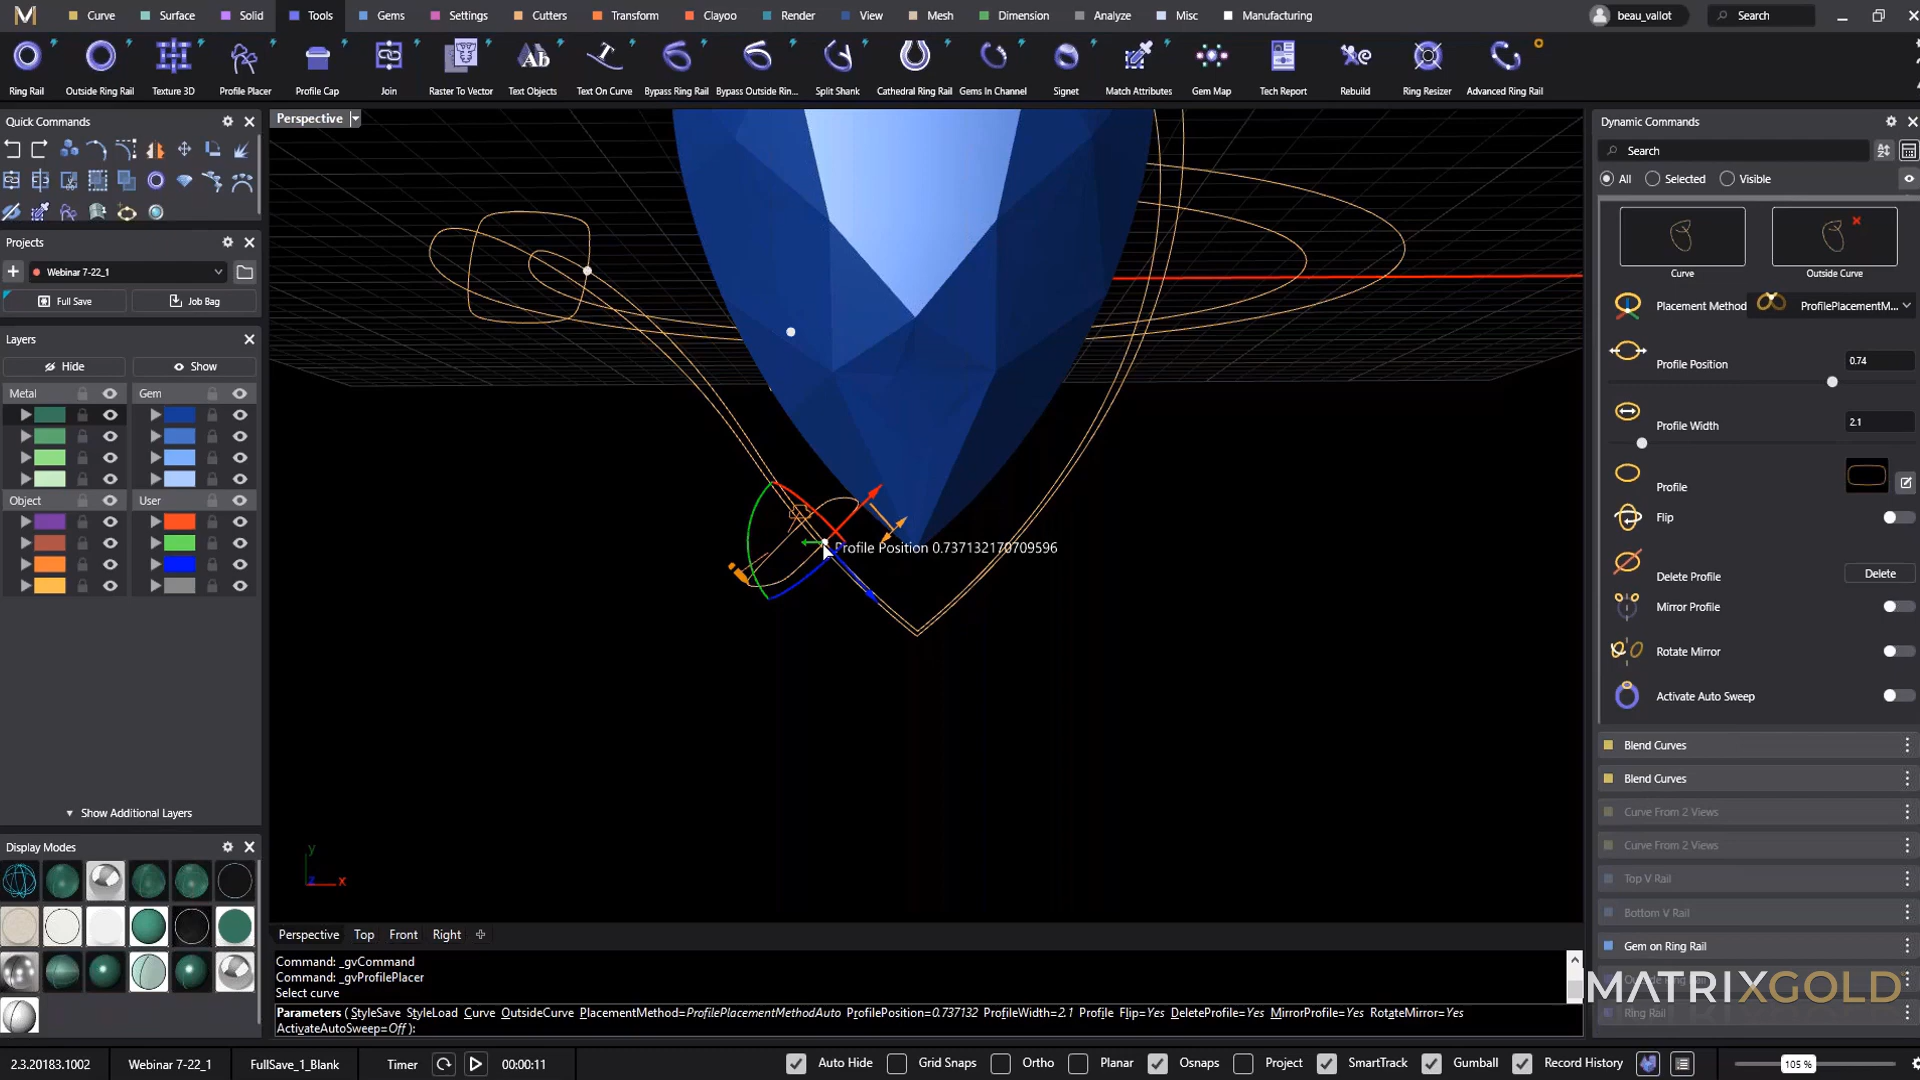 Curve Surface Solid Tools Gems Settings Cutters Transform Clayoo Render View Mesh Dimension Analyze Misc Manufacturing beau_vallot Search
Ring Rail Outside Ring Rail Texture 3D Profile Placer Profile Cap Join Raster To Vector Text Objects Text On Curve Bypass Ring Rail Bypass Outside Rin... Split Shank Cathedral Ring Rail Gems In Channel Signet Match Attributes Gem Map Tech Report Rebuild Ring Resizer Advanced Ring Rail
Quick Commands
Projects
Webinar 7-22_1
Full Save Job Bag
Layers
Hide Show
Metal Gem
Object User
Show Additional Layers
Display Modes
Perspective
Profile Position 0.737132170709596
y
z x
Perspective Top Front Right
Command: _gvCommand
Command: _gvProfilePlacer
Select curve
Parameters ( StyleSave StyleLoad Curve OutsideCurve PlacementMethod=ProfilePlacementMethodAuto ProfilePosition=0.737132 ProfileWidth=2.1 Profile Flip=Yes DeleteProfile=Yes MirrorProfile=Yes RotateMirror=Yes
ActivateAutoSweep=Off ):
Dynamic Commands
Search
All Selected Visible
Curve Outside Curve
Placement Method ProfilePlacementM...
Profile Position 0.74
Profile Width 2.1
Profile
Flip
Delete Profile Delete
Mirror Profile
Rotate Mirror
Activate Auto Sweep
Blend Curves
Blend Curves
Curve From 2 Views
Curve From 2 Views
Top V Rail
Bottom V Rail
Gem on Ring Rail
MATRIXGOLD
Ring Rail
2.3.20183.1002 Webinar 7-22_1 FullSave_1_Blank Timer 00:00:11 Auto Hide Grid Snaps Ortho Planar Osnaps Project SmartTrack Gumball Record History 105 %